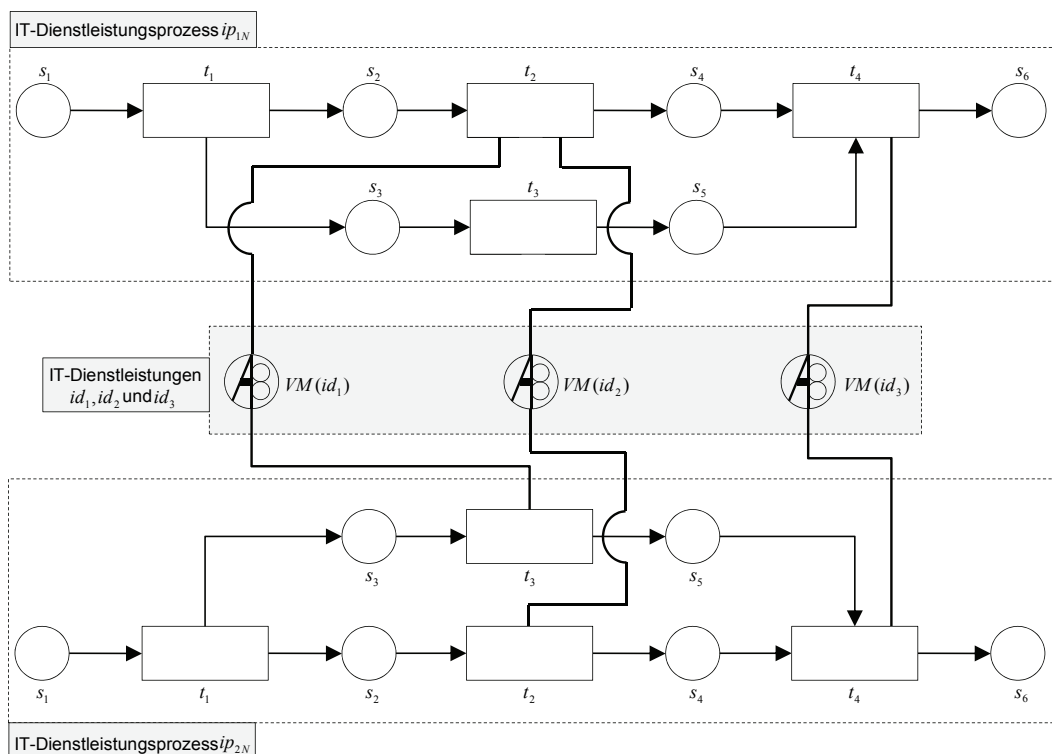 IT-Dienstleistungsprozess ip₁N
s₁ t₁ s₂ t₂ s₄ t₄ s₆
s₃ t₃ s₅
IT-Dienstleistungen
id₁, id₂ und id₃
VM(id₁) VM(id₂) VM(id₃)
s₃ t₃ s₅
s₁ t₁ s₂ t₂ s₄ t₄ s₆
IT-Dienstleistungsprozess ip₂N